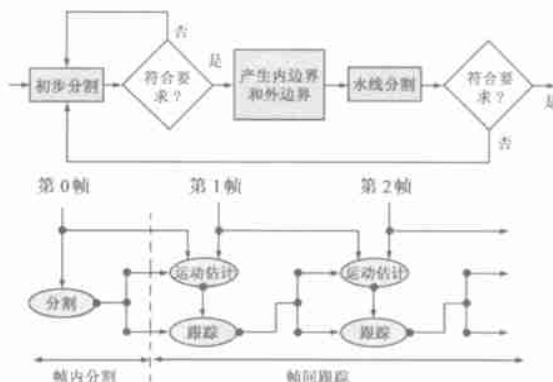 否
初步分割
符合要
求？
是
产生内边界
和外边界
水线分割
符合要
求？
是
否
第0帧
第1帧
第2帧
运动估计
运动估计
分割
跟踪
跟踪
帧内分割
帧间跟踪